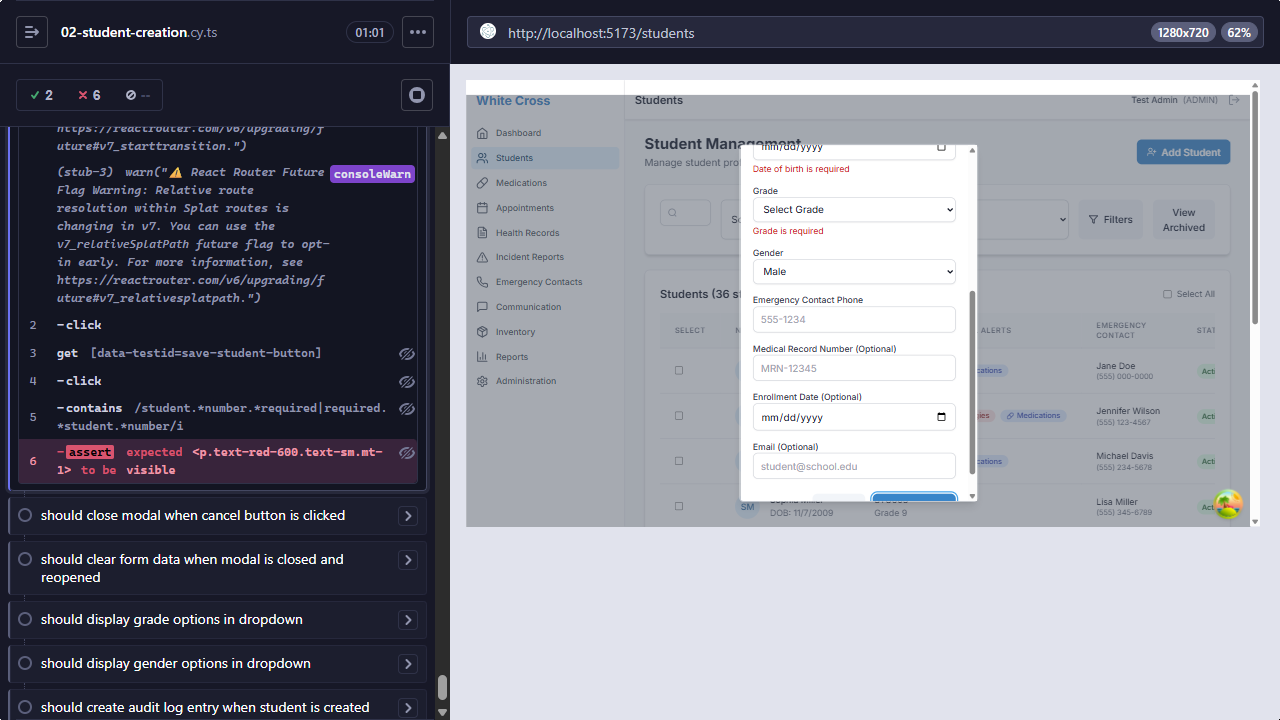 02-student-creation.cy.ts
01:01
2
6
--
https://reactrouter.com/v6/upgrading/f
uture#v7_starttransition.")
(stub-3) warn("⚠️ React Router Future
Flag Warning: Relative route
resolution within Splat routes is
changing in v7. You can use the
v7_relativeSplatPath future flag to opt-
in early. For more information, see
https://reactrouter.com/v6/upgrading/f
uture#v7_relativesplatpath.")
consoleWarn
2 -click
3 get [data-testid=save-student-button]
4 -click
5 -contains /student.*number.*required|required.
*student.*number/i
6 -assert expected <p.text-red-600.text-sm.mt-
1> to be visible
should close modal when cancel button is clicked
should clear form data when modal is closed and
reopened
should display grade options in dropdown
should display gender options in dropdown
should create audit log entry when student is created
http://localhost:5173/students
1280x720
62%
White Cross
Dashboard
Students
Medications
Appointments
Health Records
Incident Reports
Emergency Contacts
Communication
Inventory
Reports
Administration
Students
Test Admin (ADMIN)
Student Management
Manage student pro
Add Student
Filters
View
Archived
Students (36 s
Select All
SELECT
ALERTS
EMERGENCY
CONTACT
STAT
Jane Doe
(555) 000-0000
Acti
Jennifer Wilson
(555) 123-4567
Medications
Acti
Michael Davis
(555) 234-5678
Acti
SM
DOB: 11/7/2009
Grade 9
Lisa Miller
(555) 345-6789
Act
mm/dd/yyyy
Date of birth is required
Grade
Select Grade
Grade is required
Gender
Male
Emergency Contact Phone
555-1234
Medical Record Number (Optional)
MRN-12345
Enrollment Date (Optional)
mm/dd/yyyy
Email (Optional)
student@school.edu